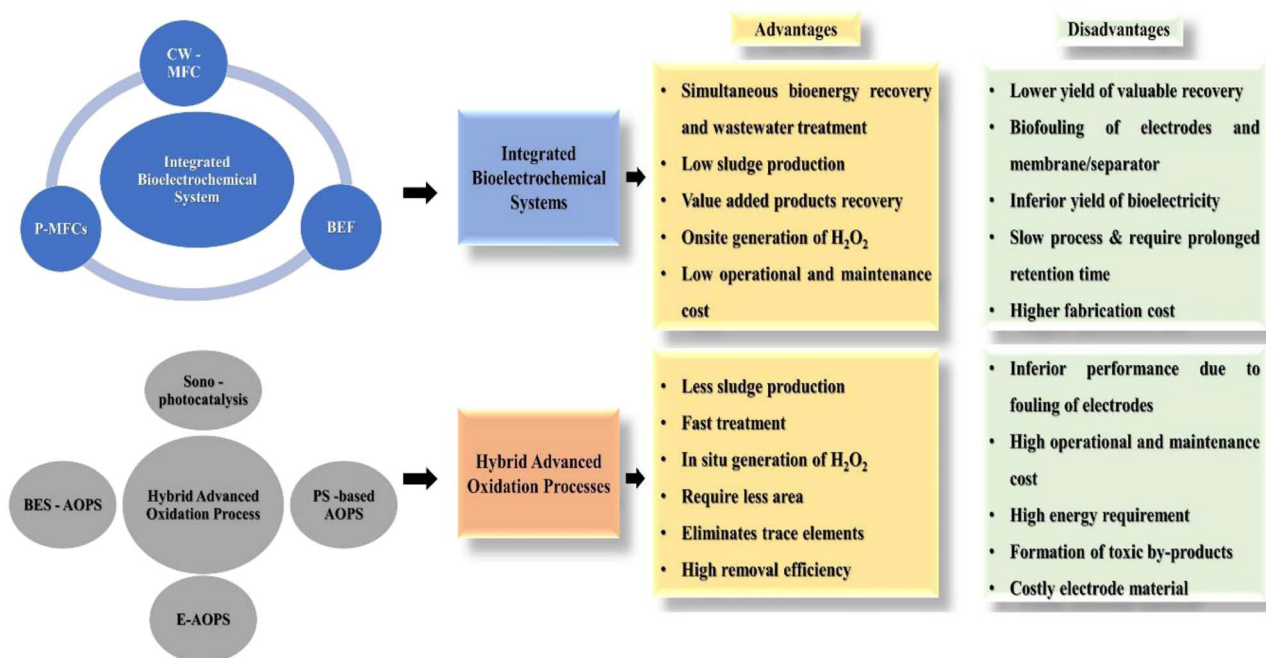 CW -
MFC
Integrated
Bioelectrochemical
System
P-MFCs
BEF
Integrated
Bioelectrochemical
Systems
Advantages
• Simultaneous bioenergy recovery
and wastewater treatment
• Low sludge production
• Value added products recovery
• Onsite generation of H₂O₂
• Low operational and maintenance
cost
Disadvantages
• Lower yield of valuable recovery
• Biofouling of electrodes and
membrane/separator
• Inferior yield of bioelectricity
• Slow process & require prolonged
retention time
• Higher fabrication cost
Sono -
photocatalysis
BES - AOPS
Hybrid Advanced
Oxidation Process
PS -based
AOPS
E-AOPS
Hybrid Advanced
Oxidation Processes
• Less sludge production
• Fast treatment
• In situ generation of H₂O₂
• Require less area
• Eliminates trace elements
• High removal efficiency
• Inferior performance due to
fouling of electrodes
• High operational and maintenance
cost
• High energy requirement
• Formation of toxic by-products
• Costly electrode material